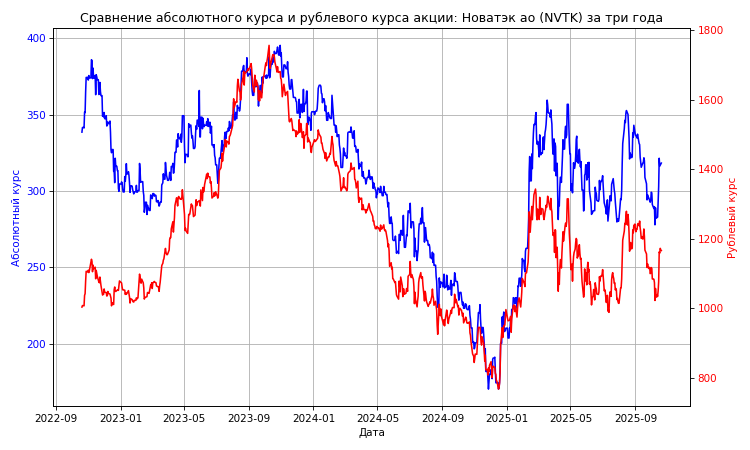 Сравнение абсолютного курса и рублевого курса акции: Новатэк ао (NVTK) за три года
400
350
300
250
200
Абсолютный курс
1800
1600
1400
1200
1000
800
Рублевый курс
2022-09 2023-01 2023-05 2023-09 2024-01 2024-05 2024-09 2025-01 2025-05 2025-09
Дата